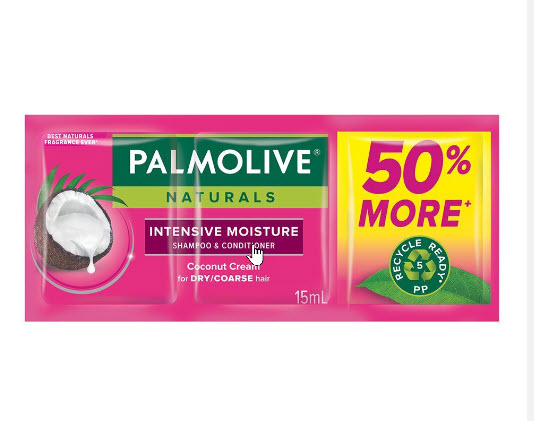 BEST NATURALS
FRAGRANCE EVER*
PALMOLIVE®
NATURALS
INTENSIVE MOISTURE
SHAMPOO & CONDITIONER
Coconut Cream
for DRY/COARSE hair
15mL
50%
MORE+
RECYCLE READY*
5
PP